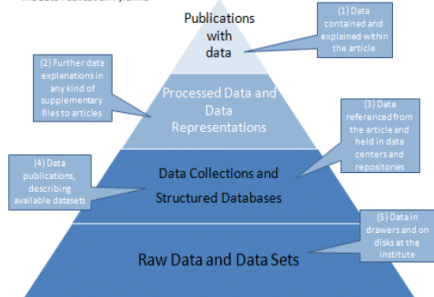 Publications
with
data
(1) Data
contained and
explained within
the article
(2) Further data
explanations in
any kind of
supplementary
files to articles
Processed Data and
Data
Representations
(3) Data
referenced from
the article and
held in data
centers and
repositories
(4) Data
publications,
describing
available datasets
Data Collections and
Structured Databases
(5) Data in
drawers and on
disks at the
institute
Raw Data and Data Sets